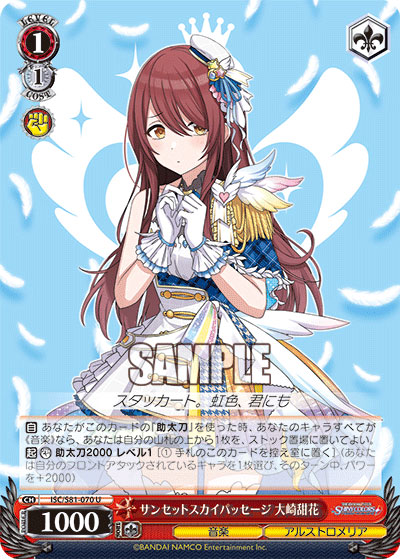 LEVEL
1
1
COST
SAMPLE
スタッカート。虹色、君にも
自 あなたがこのカードの「助太刀」を使った時、あなたのキャラすべてが
《音楽》なら、あなたは自分の山札の上から1枚を、ストック置場に置いてよい。
起 助太刀2000 レベル1 [① 手札のこのカードを控え室に置く] (あなた
は自分のフロントアタックされているキャラを1枚選び、そのターン中、パワー
を+2000)
CH
ISC/S81-070 U
1000
サンセットスカイパッセージ 大崎甜花
音楽
アルストロメリア
©BANDAI NAMCO Entertainment Inc.